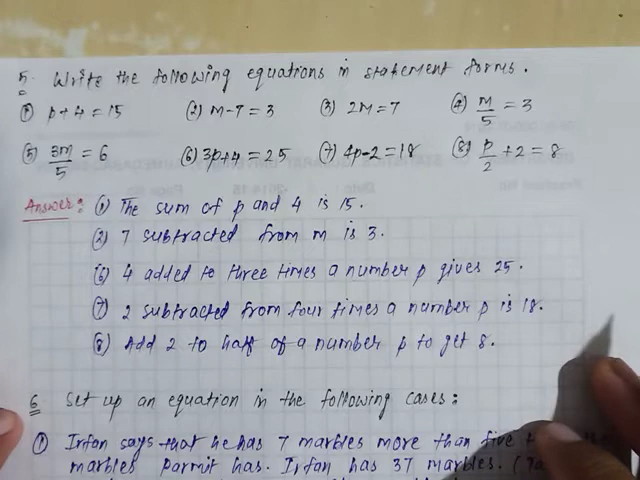 5. Write the following equations in statement forms.
(1) p+4=15 (2) m-7=3 (3) 2m=7 (4) m/5 = 3
(5) 3m/5 = 6 (6) 3p+4=25 (7) 4p-2=18 (8) p/2 +2=8
Answer: (1) The sum of p and 4 is 15.
(2) 7 subtracted from m is 3.
(6) 4 added to three times a number p gives 25.
(7) 2 subtracted from four times a number p is 18.
(8) Add 2 to half of a number p to get 8.
6 Set up an equation in the following cases:
(1) Irfan says that he has 7 marbles more than five
marbles Parmit has. Irfan has 37 marbles.